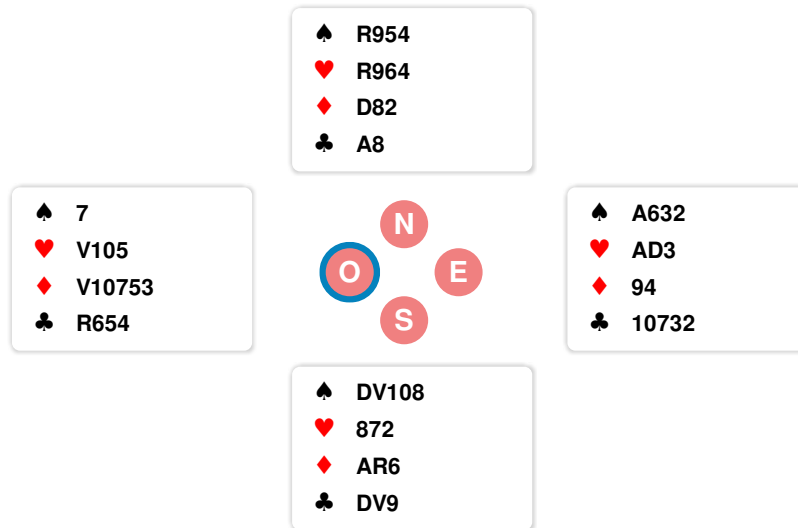 ♠ R954
♥ R964
♦ D82
♣ A8
♠ 7
♥ V105
♦ V10753
♣ R654
N
O
E
S
♠ A632
♥ AD3
♦ 94
♣ 10732
♠ DV108
♥ 872
♦ AR6
♣ DV9